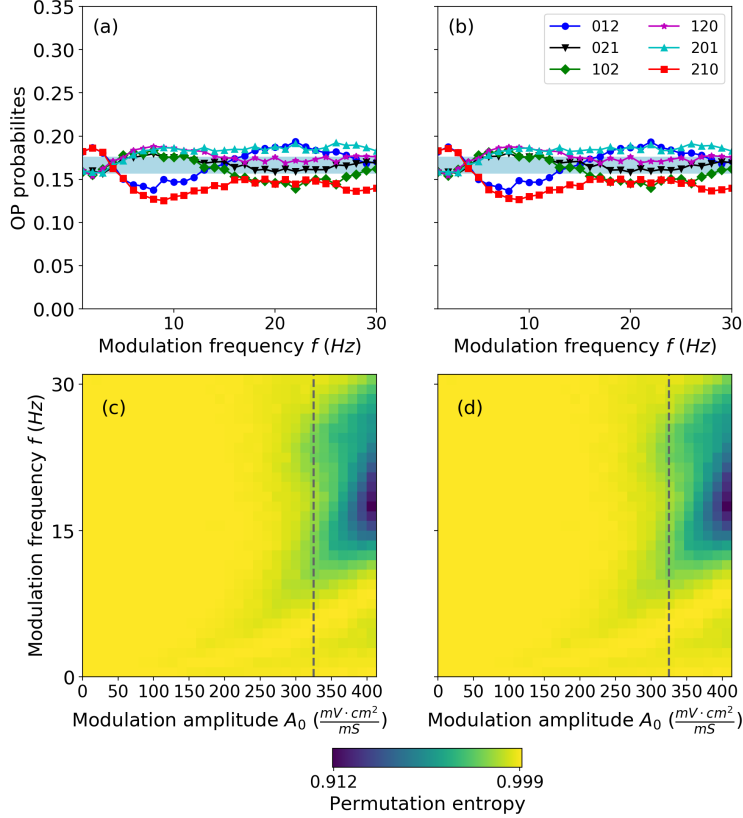 (a)
(b)
OP probabilites
0.35
0.30
0.25
0.20
0.15
0.10
0.05
0.00
012
021
102
120
201
210
10
20
30
10
20
30
Modulation frequency f (Hz)
Modulation frequency f (Hz)
(c)
(d)
Modulation frequency f (Hz)
30
15
0
0 50 100 150 200 250 300 350 400
0 50 100 150 200 250 300 350 400
Modulation amplitude A₀ (mV·cm²/mS)
Modulation amplitude A₀ (mV·cm²/mS)
0.912
0.999
Permutation entropy